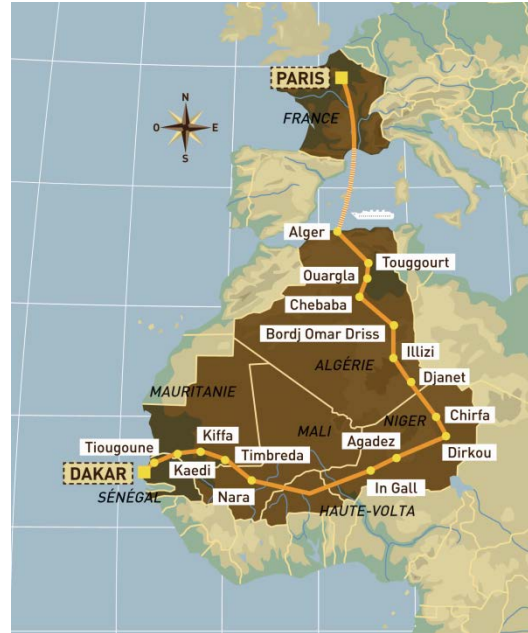 PARIS
FRANCE
N
O E
S
Alger
Touggourt
Ouargla
Chebaba
Bordj Omar Driss
Illizi
ALGÉRIE
Djanet
MAURITANIE
Chirfa
NIGER
MALI
Kiffa
Agadez
Tiougoune
Timbreda
Dirkou
Kaedi
DAKAR
In Gall
SÉNÉGAL
Nara
HAUTE-VOLTA